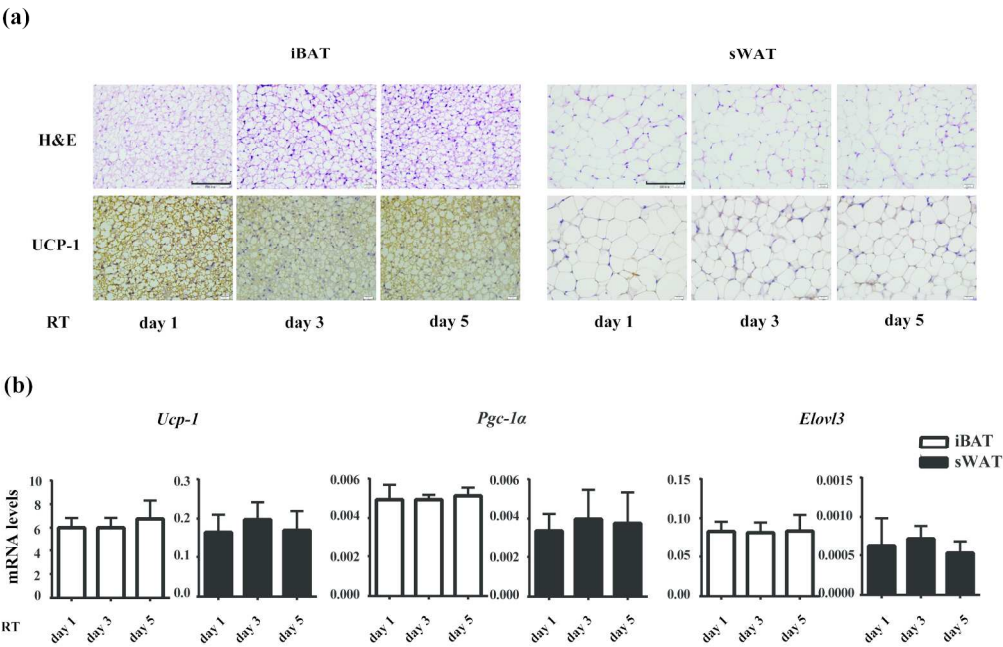 (a)
iBAT sWAT
H&E
UCP-1
RT day 1 day 3 day 5 day 1 day 3 day 5
(b)
Ucp-1 Pgc-1α Elovl3
iBAT
sWAT
mRNA levels
10
8
6
4
2
0
0.3
0.2
0.1
0.0
0.006
0.004
0.002
0.000
0.006
0.004
0.002
0.000
0.15
0.10
0.05
0.00
0.0015
0.0010
0.0005
0.0000
RT day 1 day 3 day 5 day 1 day 3 day 5 day 1 day 3 day 5 day 1 day 3 day 5 day 1 day 3 day 5 day 1 day 3 day 5